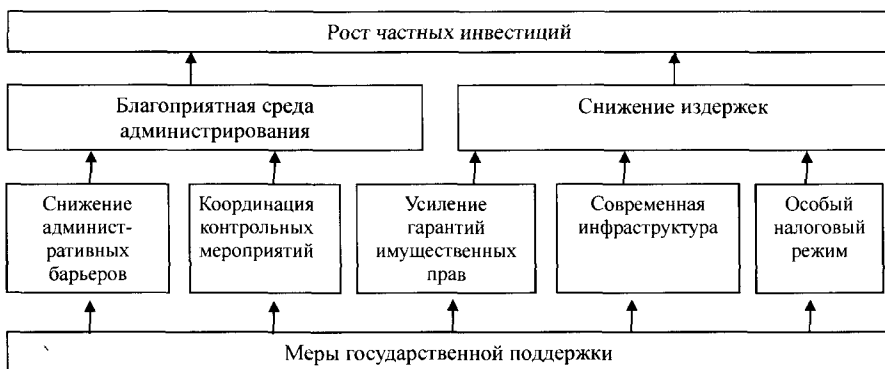 Рост частных инвестиций
Благоприятная среда
администрирования
Снижение издержек
Снижение
админист-
ративных
барьеров
Координация
контрольных
мероприятий
Усиление
гарантий
имущественных
прав
Современная
инфраструктура
Особый
налоговый
режим
Меры государственной поддержки